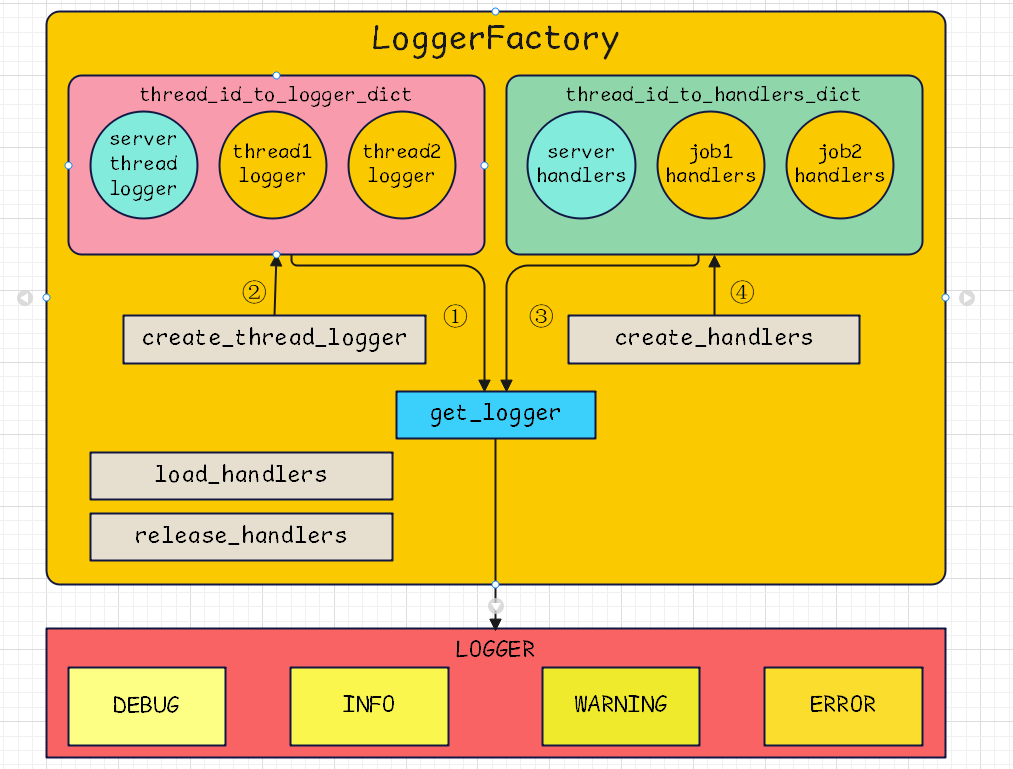 LoggerFactory
thread_id_to_logger_dict
server
thread
logger
thread1
logger
thread2
logger
thread_id_to_handlers_dict
server
handlers
job1
handlers
job2
handlers
②
①
③
④
create_thread_logger
create_handlers
get_logger
load_handlers
release_handlers
LOGGER
DEBUG
INFO
WARNING
ERROR